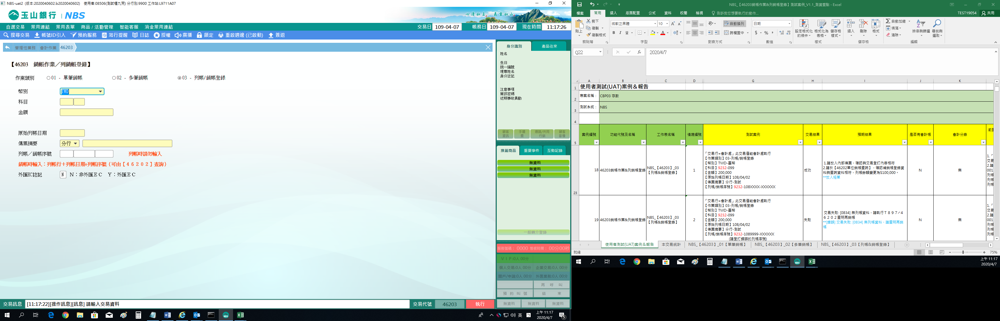 NBS-uat2 (版本:2020040602.b2020040602) 使用者:08506(測試櫃九荒) 分行別:9900 工作站:L9711A07
玉山銀行 | NBS
心清如玉, 義重如山
自選交易 常用連結 常用表單 商品 / 活動管理 智能客服 消金常用連結
交易日 109-04-07 帳務日 109-04-07 現在時間 11:17:26
搜尋交易 帳號ID引入 預約服務 蒞行提醒 日誌 授權 廣播 鎖定 重啟週邊 (已啟動) 簽退
管理性業務 會計作業 46203
【46203 銷帳作業／列銷帳登錄】
作業類別 01 - 單筆銷帳 02 - 多筆銷帳 03 - 列帳/銷帳登錄
幣別 TWD
科目
金額
原始列帳日期
傳票摘要 分行
列帳／銷帳序號 列帳時請勿輸入
銷帳時輸入：列帳行＋列帳日期+列帳序號（可由［４６２０２］查詢）
外匯EC註記 N Ｎ：非外匯ＥＣ Ｙ：外匯ＥＣ
身分識別 產品往來
姓名
生日
統一編號
理專姓名
身分註記
注意事項
簡訊密碼
近期事故異動
顧客資訊 手續費 通路/共同行銷 顧客影像
推薦商品 重要事件 互動記錄
無資料
無資料
無資料
一般轉介登錄
服務號碼： 0000 等候時間： 00分00秒
ＶＩＰ:0人 00分
個人交易:0人 00分 企業交易:0人 00分
開戶/申請:0人 00分 外匯業務:0人 00分
再 呼 叫
預 約 叫 號 結 束
無資料 無資料 無資料
交易訊息 [11:17:22][操作訊息][訊息] 請輸入交易資料 交易代號 46203 執行
英 上午 11:17
2020/4/7
5
NBS_【46203銷帳作業&列銷帳登錄】測試案例_V1.1_測資盤點 - Excel
檔案 常用 插入 版面配置 公式 資料 校閱 檢視 告訴我您想要執行的動作... TEST19054 共用
貼上 剪下 複製 複製格式 剪貼簿
微軟正黑體 10 B I U 字型
自動換列 跨欄置中 對齊方式
日期 $ % 數值
設定格式化的條件 格式化為表格 儲存格樣式 樣式
插入 刪除 格式 儲存格
自動加總 填滿 清除 排序與篩選 尋找與選取 編輯
Q22 fx 2020/4/7
A B C D G H I J K
1 使用者測試(UAT)案例＆報告
2 專案名稱： CBP03 存款
3 測試系統： NBS
4
5 案例編號 功能代號及名稱 工作表名稱 情境編號 測試案例 交易結果 預期結果 是否有會計帳 會計分錄
23 18 46203銷帳作業&列銷帳登錄 NBS_【46203】_03【列帳&銷帳登錄】 1
「交易行=會計處」此交易僅能會計處執行
【作業類別】03-列帳/銷帳登錄
【幣別】TWD-臺幣
【科目】9232-099
【金額】200,000
【原始列帳日期】108/04/02
【傳票摘要】分行-測試
【列帳/銷帳序號】9232-108XXXX-XXXXXX
成功
1.請放入內部傳票，確認與交易登打內容相符
2.請於【46202單位銷帳查詢】，確認補銷帳登錄資料與查詢資料相符，列帳餘額變更為$100,000。
**放入短單
N 無
19 46203銷帳作業&列銷帳登錄 NBS_【46203】_03【列帳&銷帳登錄】 2
「交易行=會計處」此交易僅能會計處執行
【作業類別】03-列帳/銷帳登錄
【幣別】TWD-臺幣
【科目】9232-099
【金額】200,000
【原始列帳日期】108/04/02
【傳票摘要】分行-測試
【列帳/銷帳序號】9232-1089999-XXXXXX
(請登打錯誤的列帳序號)
失敗
交易失敗: [0834] 無列帳資料，請執行Ｔ８９７／４６２０２查明再銷帳
**[錯誤] 交易失敗: [0834] 無列帳資料，請查明再銷帳
N 無
使用者測試(UAT)案例＆報告 本交易統計 NBS_【46203】_01【單筆銷帳】 NBS_【46203】_02【多筆銷帳】 NBS_【46203】_03【列帳&銷帳登錄】
就緒 75%
上午 11:17
2020/4/7